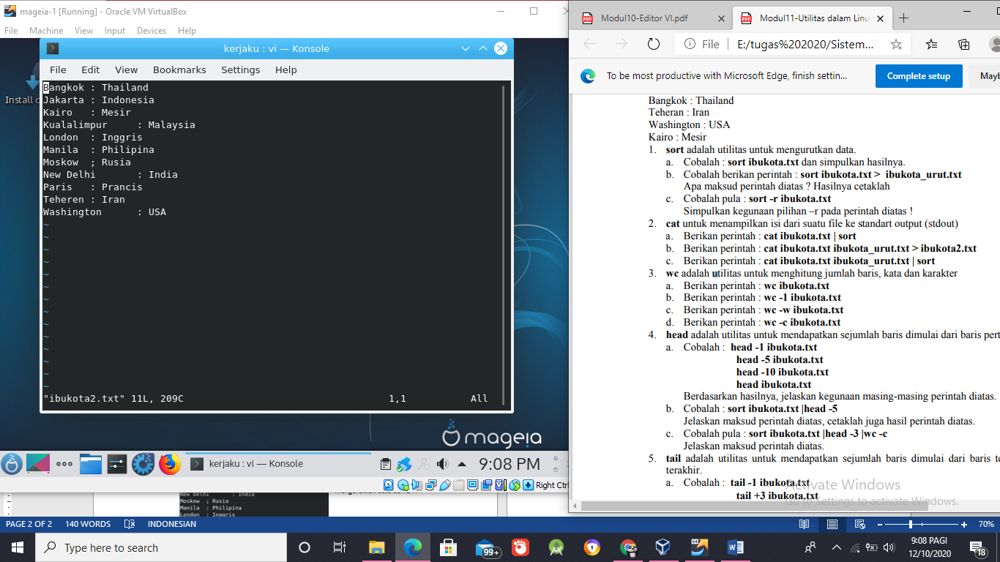 mageia-1 [Running] - Oracle VM VirtualBox
File Machine View Input Devices Help
Install
kerjaku : vi — Konsole
File Edit View Bookmarks Settings Help
Bangkok : Thailand
Jakarta : Indonesia
Kairo : Mesir
Kualalimpur : Malaysia
London : Inggris
Manila : Philipina
Moskow ; Rusia
New Delhi : India
Paris : Prancis
Teheren : Iran
Washington : USA
~
~
~
~
~
~
~
~
~
~
~
~
~
~
"ibukota2.txt" 11L, 209C 1,1 All
mageia
kerjaku : vi — Konsole
9:08 PM
Right Ctrl
New Delhi : India
Moskow ; Rusia
Manila : Philipina
London : Inggris
PAGE 2 OF 2 140 WORDS INDONESIAN
70%
Modul10-Editor VI.pdf
Modul11-Utilitas dalam Linu
File E:/tugas%202020/Sistem...
To be most productive with Microsoft Edge, finish settin...
Complete setup
Mayb
Bangkok : Thailand
Teheran : Iran
Washington : USA
Kairo : Mesir
1. sort adalah utilitas untuk mengurutkan data.
a. Cobalah : sort ibukota.txt dan simpulkan hasilnya.
b. Cobalah berikan perintah : sort ibukota.txt > ibukota_urut.txt
Apa maksud perintah diatas ? Hasilnya cetaklah
c. Cobalah pula : sort -r ibukota.txt
Simpulkan kegunaan pilihan –r pada perintah diatas !
2. cat untuk menampilkan isi dari suatu file ke standart output (stdout)
a. Berikan perintah : cat ibukota.txt | sort
b. Berikan perintah : cat ibukota.txt ibukota_urut.txt > ibukota2.txt
c. Berikan perintah : cat ibukota.txt ibukota_urut.txt | sort
3. wc adalah utilitas untuk menghitung jumlah baris, kata dan karakter
a. Berikan perintah : wc ibukota.txt
b. Berikan perintah : wc -1 ibukota.txt
c. Berikan perintah : wc -w ibukota.txt
d. Berikan perintah : wc -c ibukota.txt
4. head adalah utilitas untuk mendapatkan sejumlah baris dimulai dari baris pert
a. Cobalah : head -1 ibukota.txt
head -5 ibukota.txt
head -10 ibukota.txt
head ibukota.txt
Berdasarkan hasilnya, jelaskan kegunaan masing-masing perintah diatas.
b. Cobalah : sort ibukota.txt |head -5
Jelaskan maksud perintah diatas, cetaklah juga hasil perintah diatas.
c. Cobalah pula : sort ibukota.txt |head -3 |wc -c
Jelaskan maksud perintah diatas.
5. tail adalah utilitas untuk mendapatkan sejumlah baris dimulai dari baris te
terakhir.
a. Cobalah : tail -1 ibukota.txt
tail +3 ibukota.txt
Activate Windows
Go to Settings to activate Windows.
Type here to search
99+
9:08 PAGI
12/10/2020
18